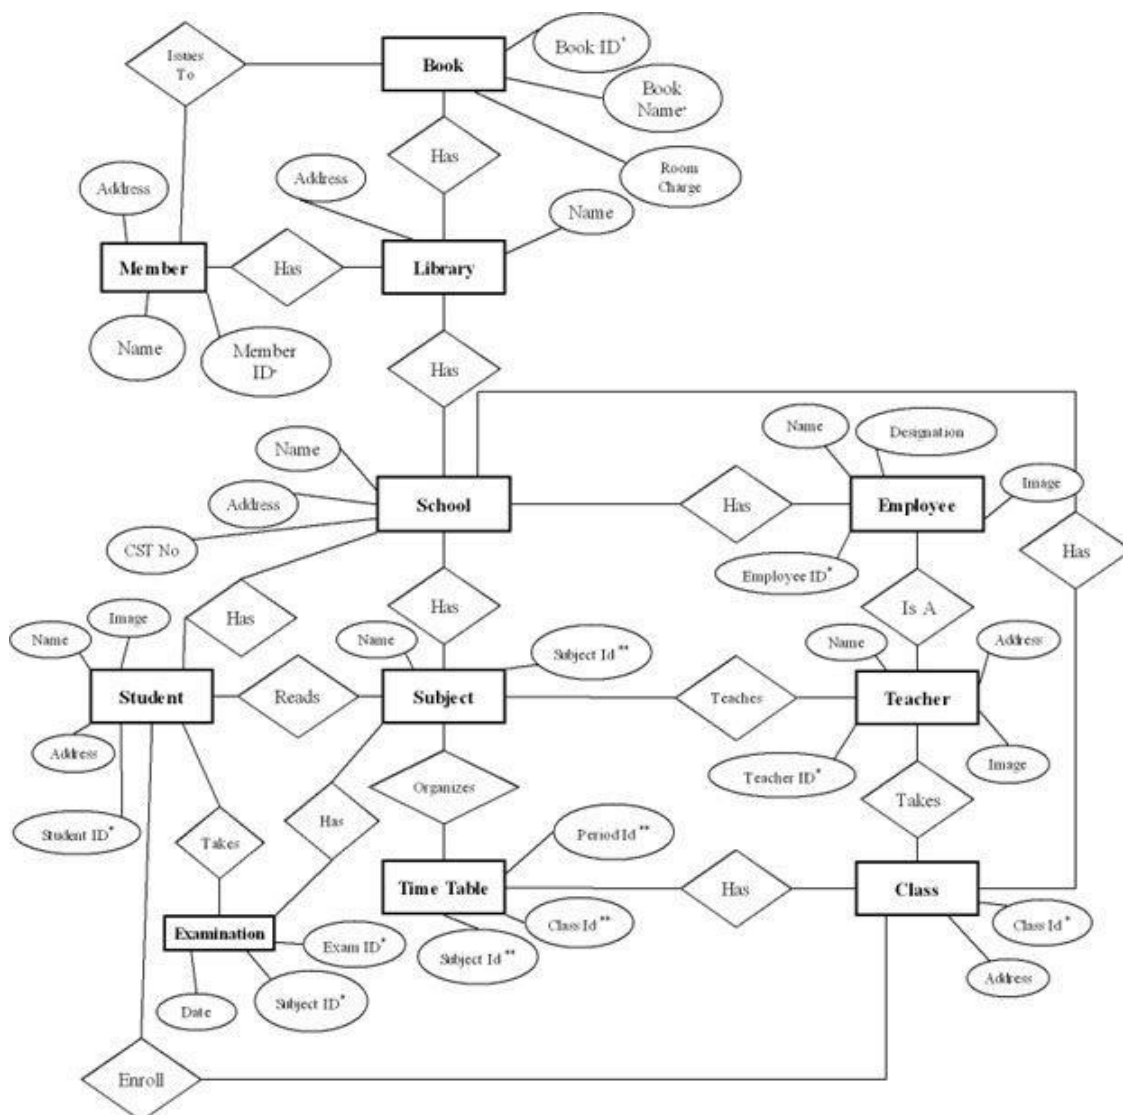 Issues
To
Book
Book ID*
Book
Name*
Has
Room
Charge
Address
Address
Name
Member
Has
Library
Name
Member
ID*
Has
Name
Name
Designation
Address
School
Has
Employee
Image
CST No
Has
Employee ID*
Has
Has
Is A
Name
Image
Name
Subject Id **
Name
Address
Student
Reads
Subject
Teaches
Teacher
Address
Teacher ID*
Image
Organizes
Takes
Student ID*
Takes
Has
Period Id **
Time Table
Has
Class
Examination
Exam ID*
Class Id **
Class Id *
Subject Id **
Address
Date
Subject ID*
Enroll